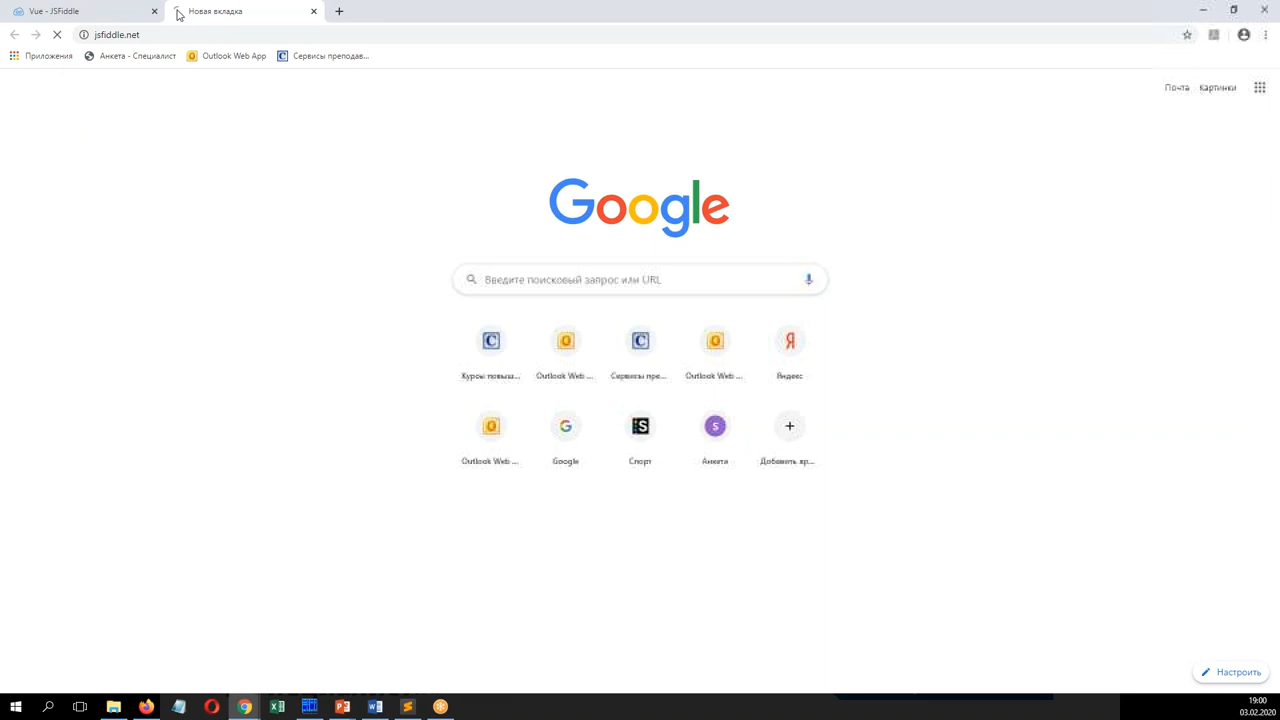 Vue - JSFiddle
Новая вкладка
jsfiddle.net
Приложения
Анкета - Специалист
Outlook Web App
Сервисы преподав...
Почта
Картинки
Google
Введите поисковый запрос или URL
Курсы повыш...
Outlook Web ...
Сервисы пре...
Outlook Web ...
Яндекс
Outlook Web ...
Google
Спорт
Анкета
Добавить яр...
Настроить
19:00
03.02.2020